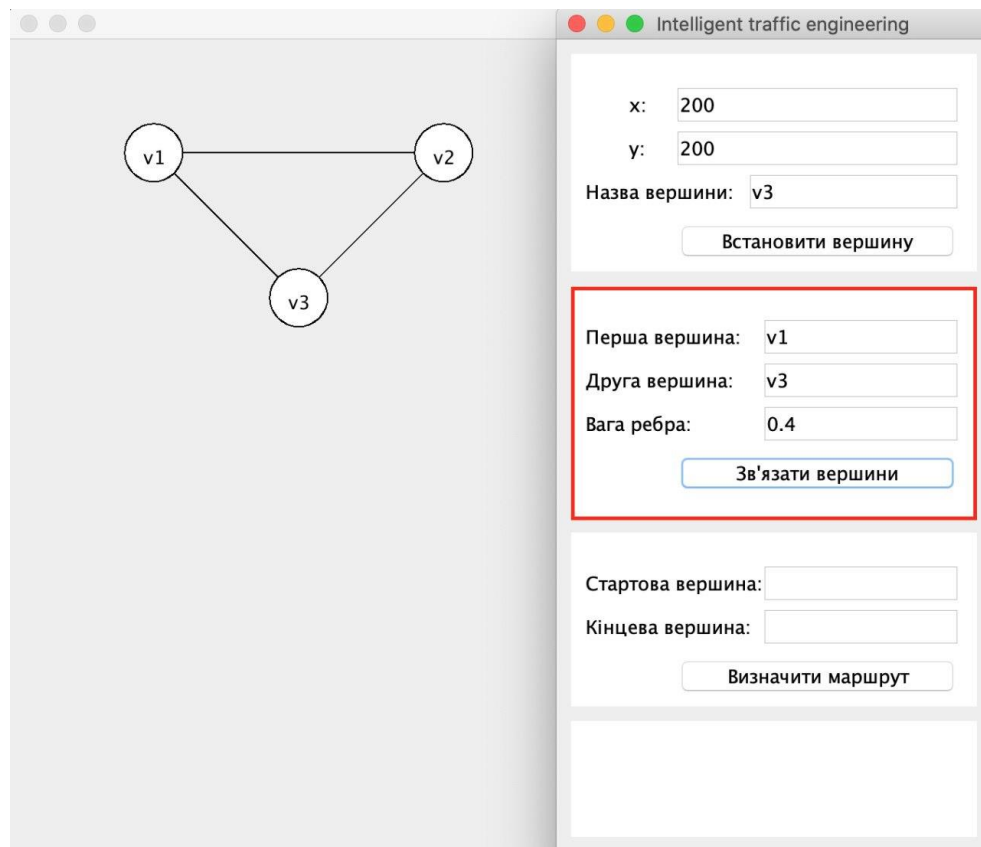 Intelligent traffic engineering
v1
v2
v3
x: 200
y: 200
Назва вершини: v3
Встановити вершину
Перша вершина: v1
Друга вершина: v3
Вага ребра: 0.4
Зв'язати вершини
Стартова вершина:
Кінцева вершина:
Визначити маршрут